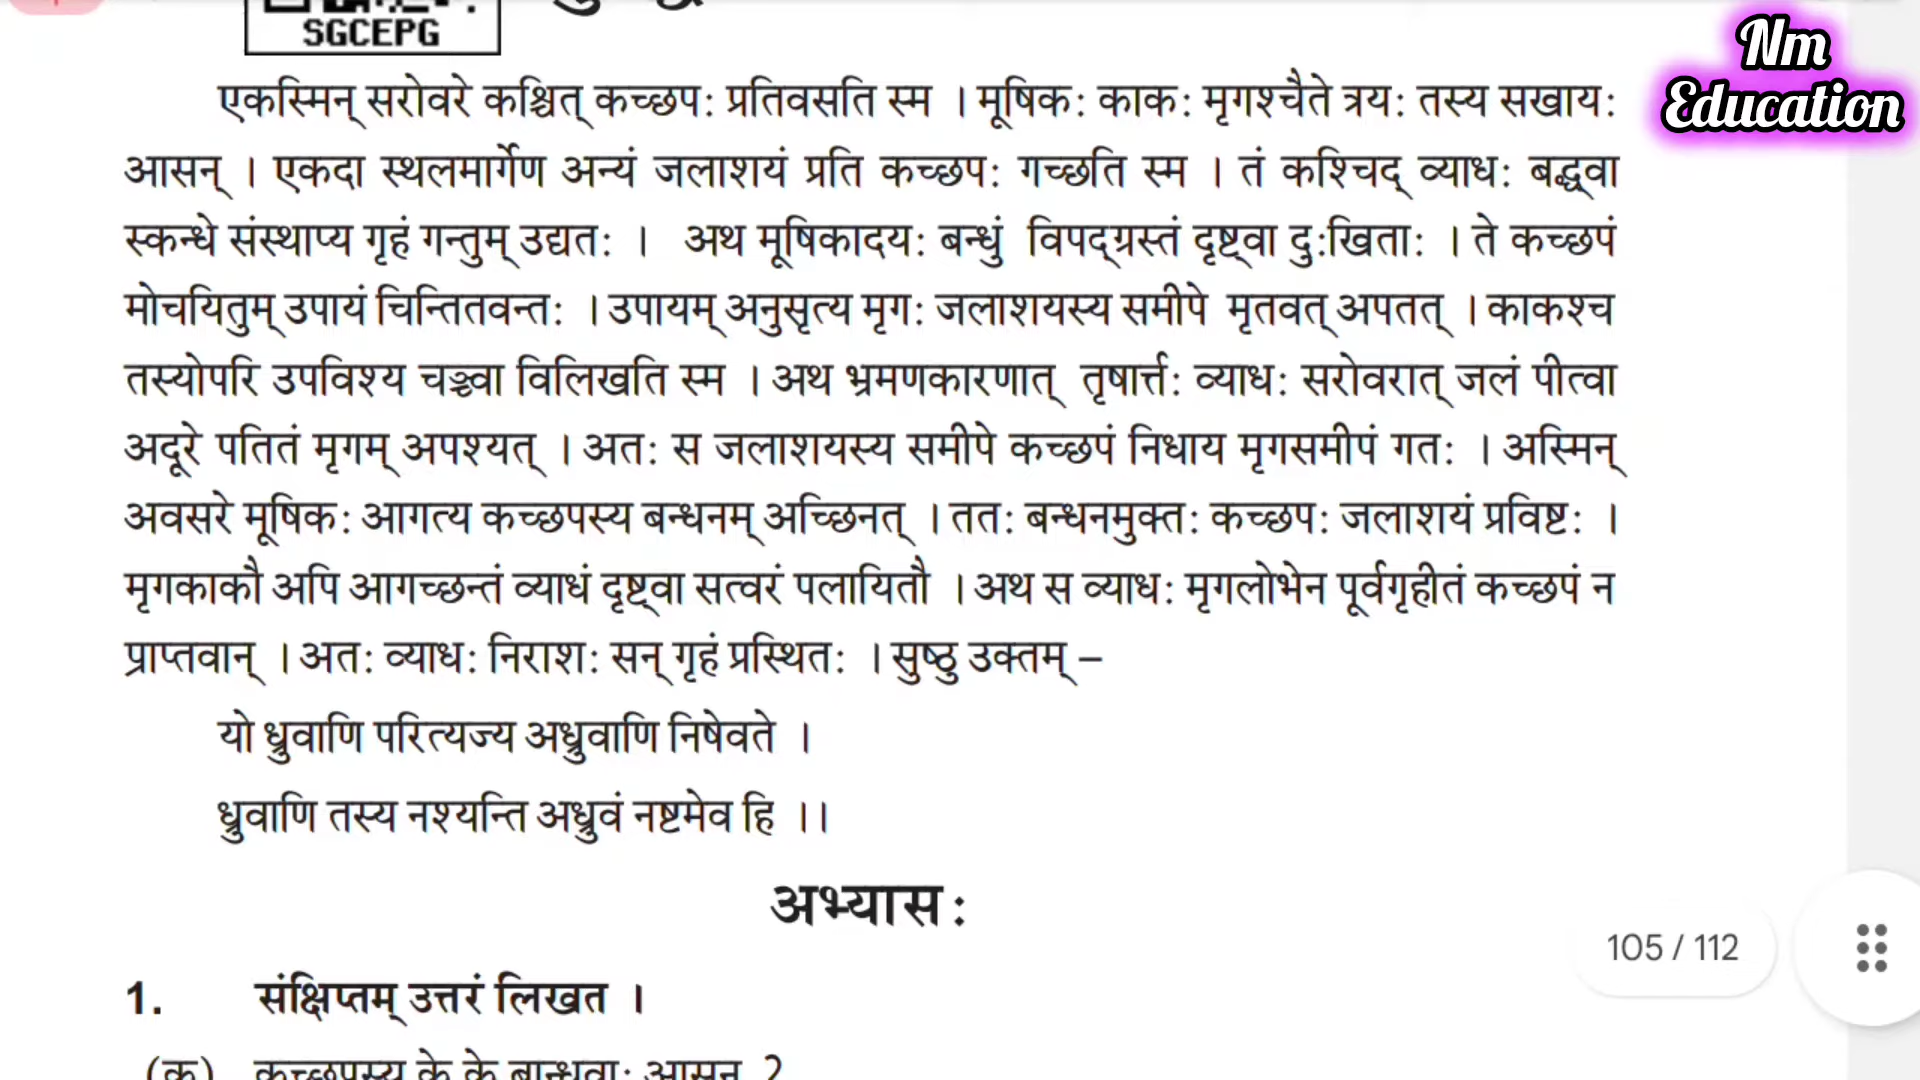 SGCEPG
Nm
Education
एकस्मिन् सरोवरे कश्चित् कच्छपः प्रतिवसति स्म । मूषिकः काकः मृगश्चैते त्रयः तस्य सखायः
आसन् । एकदा स्थलमार्गेण अन्यं जलाशयं प्रति कच्छपः गच्छति स्म । तं कश्चिद् व्याधः बद्ध्वा
स्कन्धे संस्थाप्य गृहं गन्तुम् उद्यतः । अथ मूषिकादयः बन्धुं विपद्ग्रस्तं दृष्ट्वा दुःखिताः । ते कच्छपं
मोचयितुम् उपायं चिन्तितवन्तः । उपायम् अनुसृत्य मृगः जलाशयस्य समीपे मृतवत् अपतत् । काकश्च
तस्योपरि उपविश्य चञ्च्वा विलिखति स्म । अथ भ्रमणकारणात् तृषार्त्तः व्याधः सरोवरात् जलं पीत्वा
अदूरे पतितं मृगम् अपश्यत् । अतः स जलाशयस्य समीपे कच्छपं निधाय मृगसमीपं गतः । अस्मिन्
अवसरे मूषिकः आगत्य कच्छपस्य बन्धनम् अच्छिनत् । ततः बन्धनमुक्तः कच्छपः जलाशयं प्रविष्टः ।
मृगकाकौ अपि आगच्छन्तं व्याधं दृष्ट्वा सत्वरं पलायितौ । अथ स व्याधः मृगलोभेन पूर्वगृहीतं कच्छपं न
प्राप्तवान् । अतः व्याधः निराशः सन् गृहं प्रस्थितः । सुष्ठु उक्तम् –
यो ध्रुवाणि परित्यज्य अध्रुवाणि निषेवते ।
ध्रुवाणि तस्य नश्यन्ति अध्रुवं नष्टमेव हि ।।
अभ्यासः
105 / 112
1. संक्षिप्तम् उत्तरं लिखत ।
(क) कच्छपस्य के के बान्धवाः आसन् ?